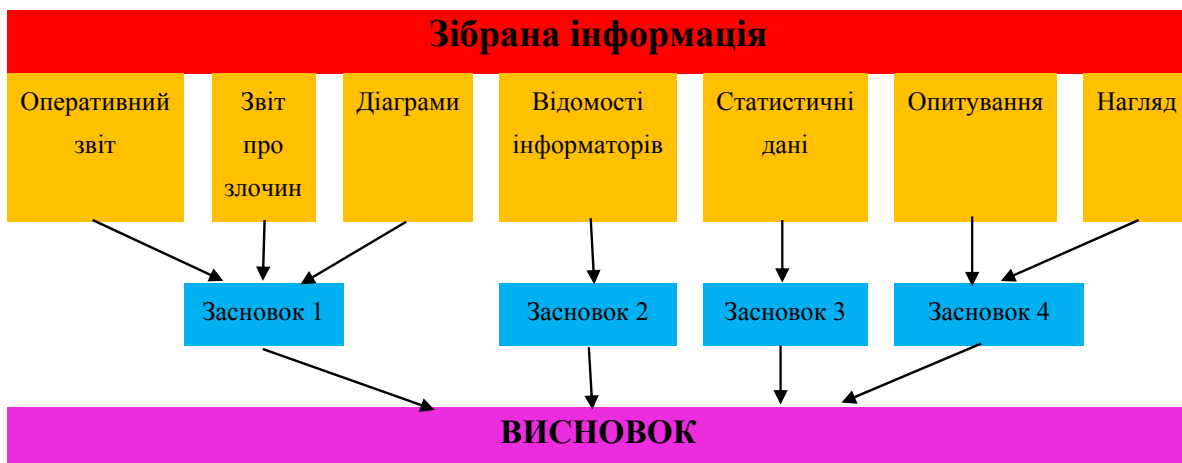 Зібрана інформація
Оперативний
звіт
Звіт
про
злочин
Діаграми
Відомості
інформаторів
Статистичні
дані
Опитування
Нагляд
Засновок 1
Засновок 2
Засновок 3
Засновок 4
ВИСНОВОК